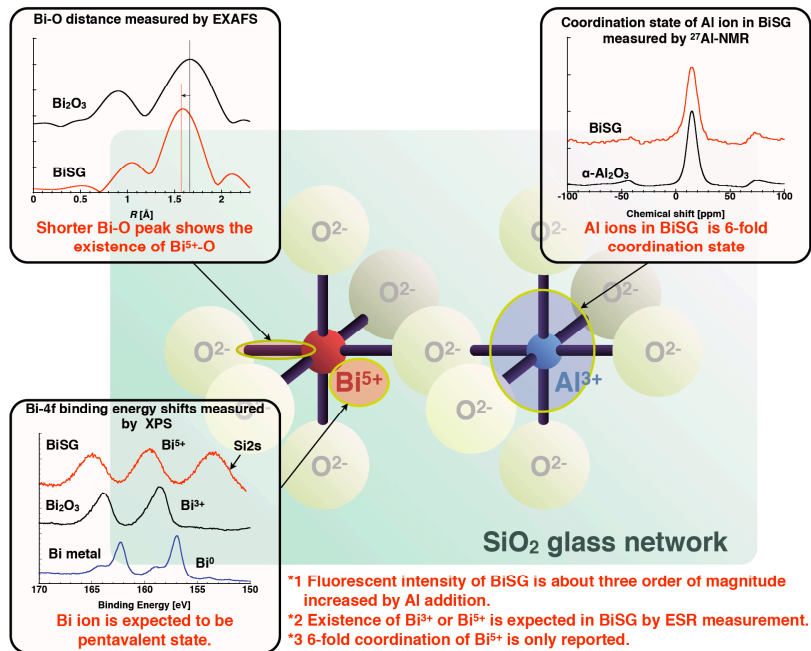 Bi-O distance measured by EXAFS
Bi₂O₃
BiSG
0 0.5 1 1.5 2
R [Å]
Shorter Bi-O peak shows the
existence of Bi⁵⁺-O
Coordination state of Al ion in BiSG
measured by ²⁷Al-NMR
BiSG
α-Al₂O₃
-100 -50 0 50 100
Chemical shift [ppm]
Al ions in BiSG is 6-fold
coordination state
O²⁻
O²⁻
O²⁻
O²⁻
O²⁻
O²⁻
O²⁻
O²⁻
Bi⁵⁺
Al³⁺
O²⁻
O²⁻
O²⁻
O²⁻
SiO₂ glass network
Bi-4f binding energy shifts measured
by XPS
BiSG
Bi⁵⁺
Si2s
Bi₂O₃
Bi³⁺
Bi metal
Bi⁰
170 165 160 155 150
Binding Energy [eV]
Bi ion is expected to be
pentavalent state.
*1 Fluorescent intensity of BiSG is about three order of magnitude
increased by Al addition.
*2 Existence of Bi³⁺ or Bi⁵⁺ is expected in BiSG by ESR measurement.
*3 6-fold coordination of Bi⁵⁺ is only reported.